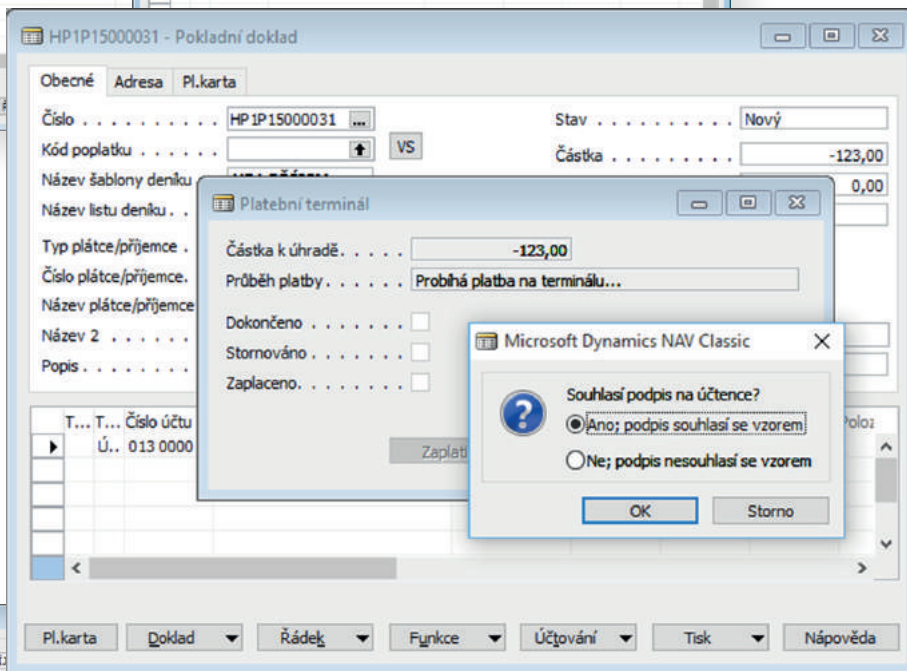 HP1P15000031 - Pokladní doklad
Obecné Adresa Pl.karta
Číslo . . . . . . . . . . HP1P15000031 ... Stav . . . . . . . . . . Nový
Kód poplatku . . . . . . VS Částka . . . . . . . . . -123,00
Název šablony deníku . 0,00
Název listu deníku . .
Typ plátce/příjemce .
Číslo plátce/příjemce.
Název plátce/příjemce
Název 2 . . . . . . .
Popis . . . . . . . . .
Platební terminál
Částka k úhradě. . . . . -123,00
Průběh platby . . . . . . Probíhá platba na terminálu...
Dokončeno . . . . . . .
Stornováno . . . . . . .
Zaplaceno. . . . . . . .
Zaplati
Microsoft Dynamics NAV Classic
Souhlasí podpis na účtence?
Ano; podpis souhlasí se vzorem
Ne; podpis nesouhlasí se vzorem
OK Storno
T... T... Číslo účtu
Ú.. 013 0000
Pl.karta Doklad Řádek Funkce Účtování Tisk Nápověda